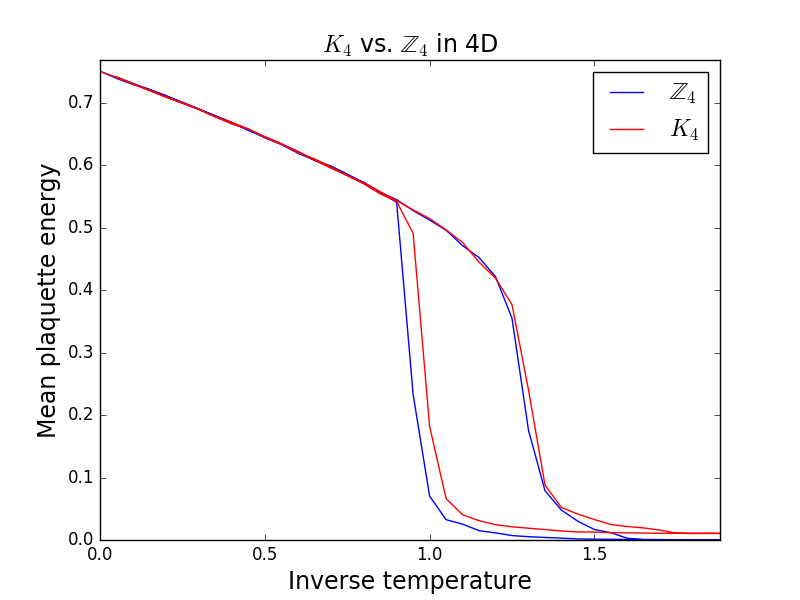 K₄ vs. ℤ₄ in 4D
ℤ₄
K₄
Mean plaquette energy
0.7
0.6
0.5
0.4
0.3
0.2
0.1
0.0
0.0 0.5 1.0 1.5
Inverse temperature